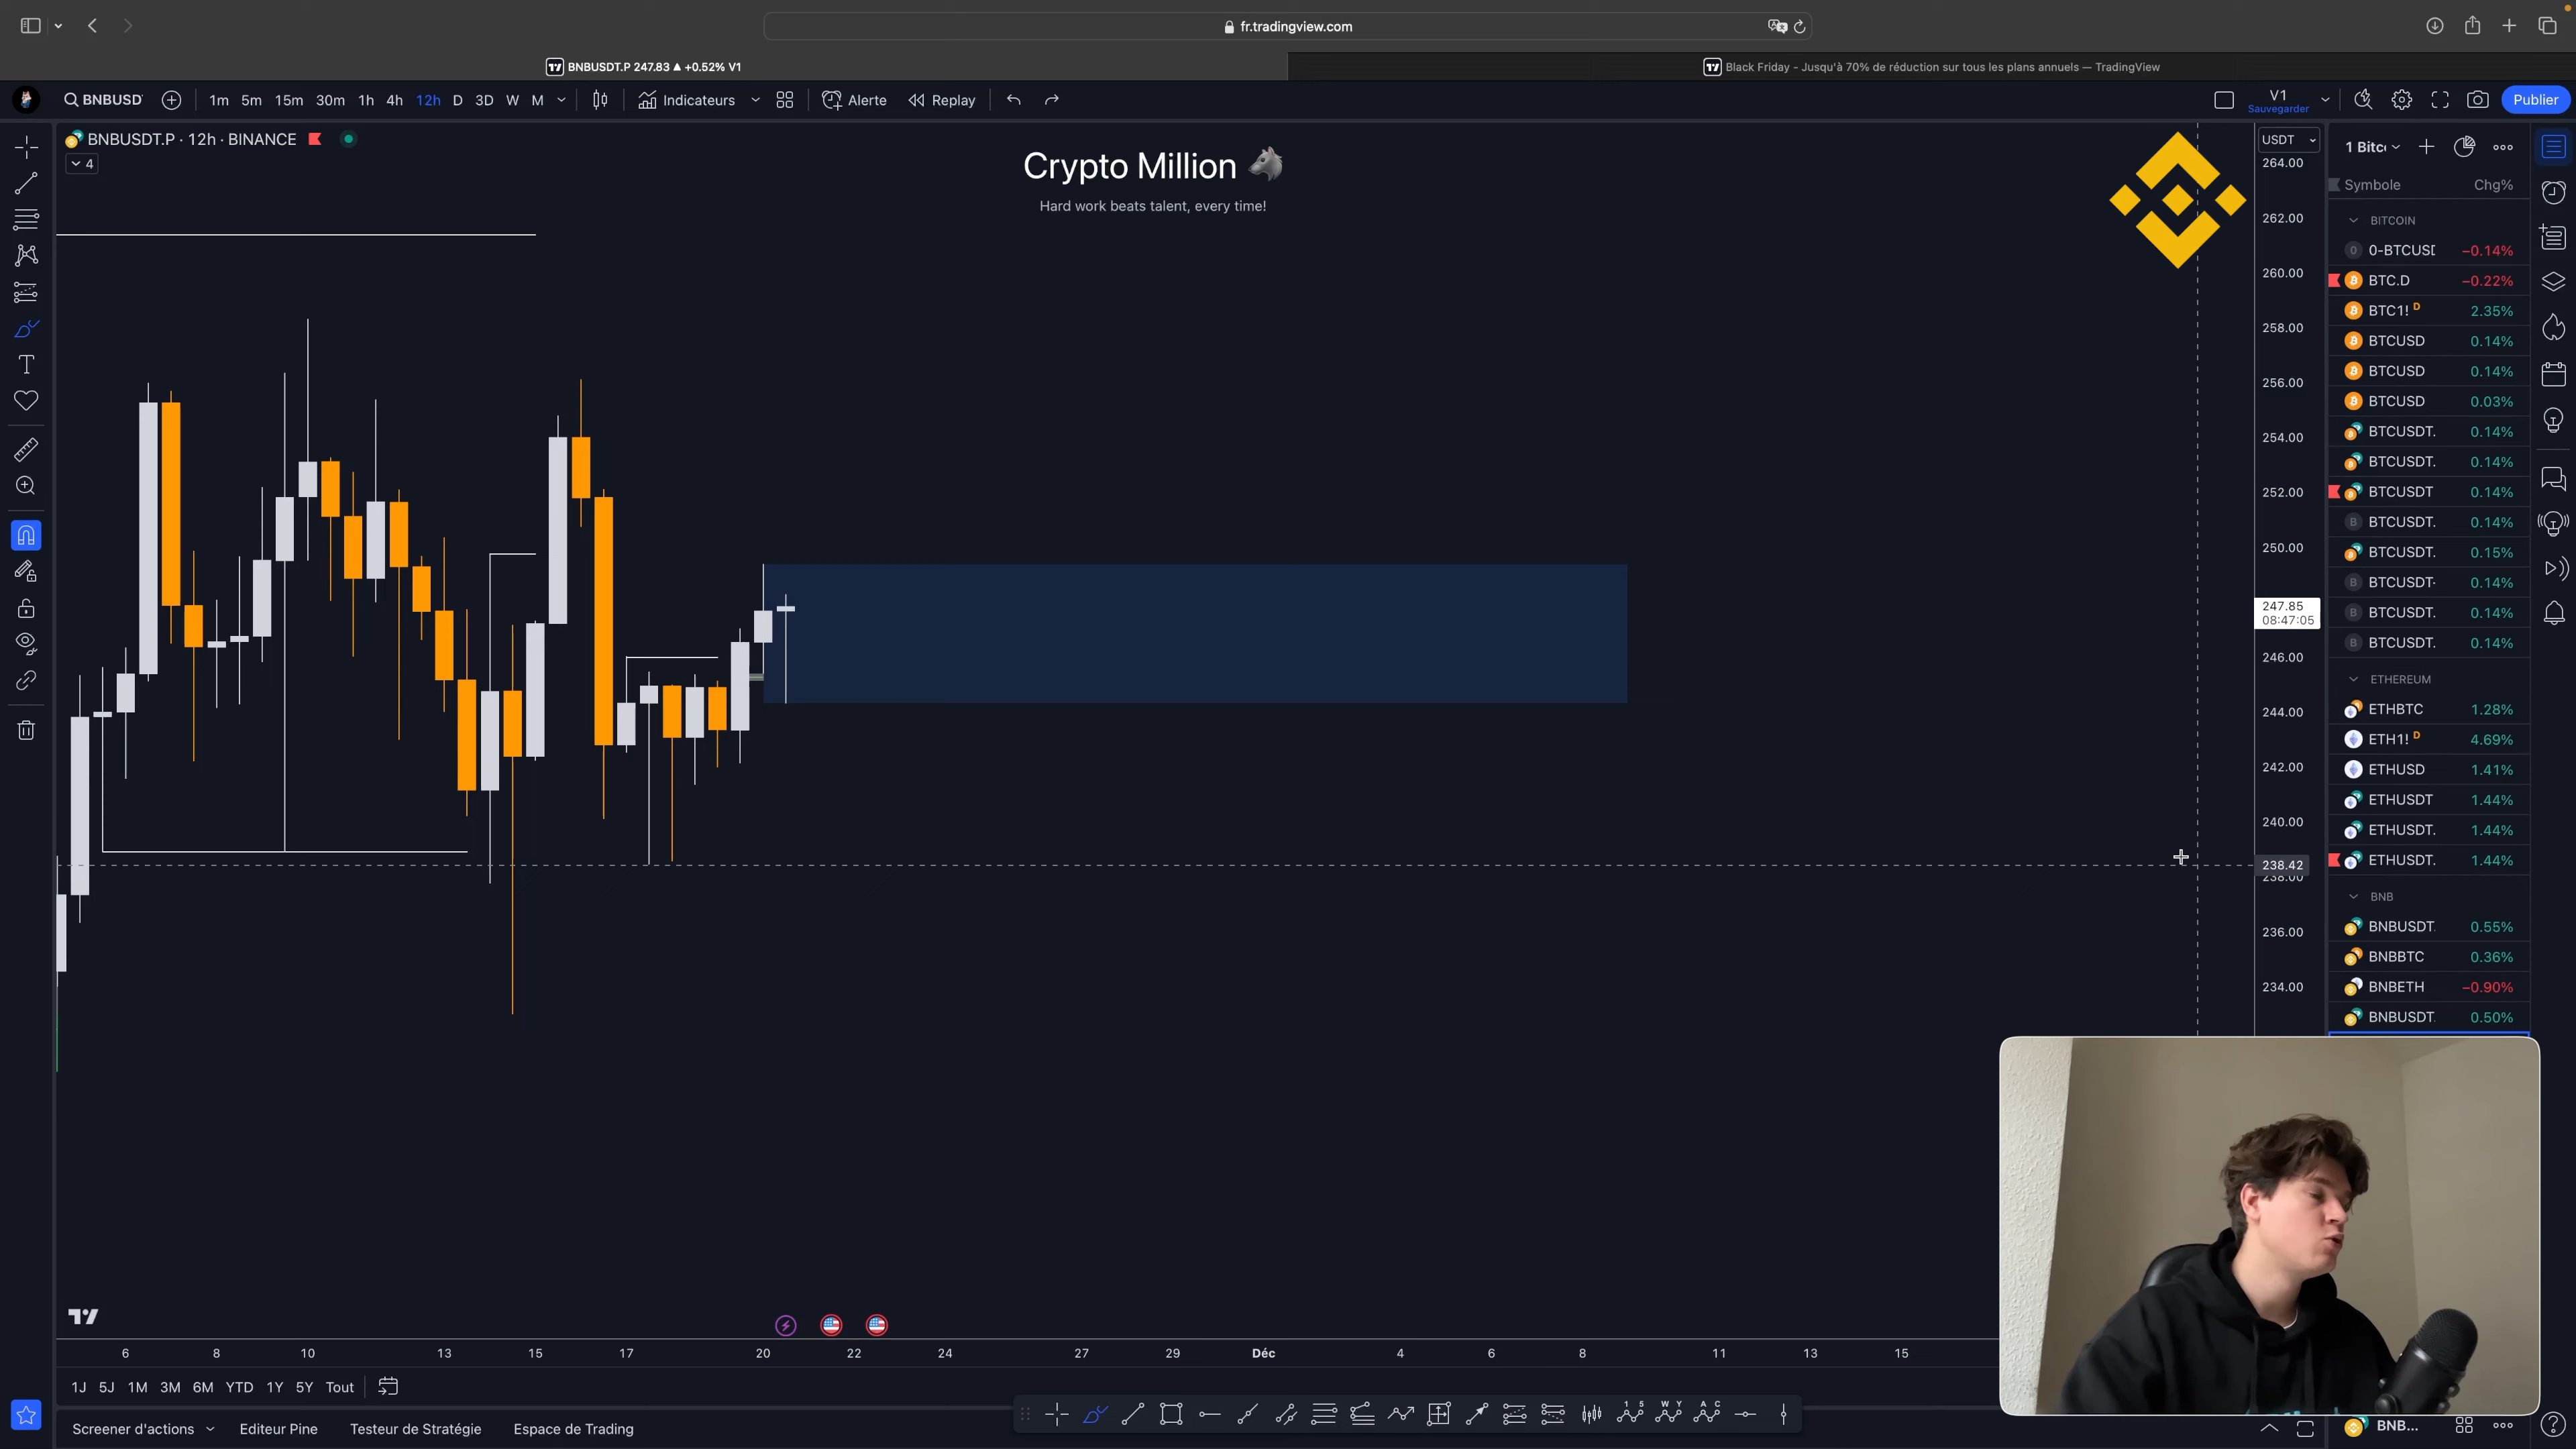 fr.tradingview.com
BNBUSDT.P 247.83 ▲ +0.52% V1
Black Friday - Jusqu'à 70% de réduction sur tous les plans annuels — TradingView
BNBUSD 1m 5m 15m 30m 1h 4h 12h D 3D W M Indicateurs Alerte Replay V1 Sauvegarder Publier
BNBUSDT.P · 12h · BINANCE
4
Crypto Million
Hard work beats talent, every time!
USDT
264.00
262.00
260.00
258.00
256.00
254.00
252.00
250.00
247.85
08:47:05
246.00
244.00
242.00
240.00
238.42
238.00
236.00
234.00
1 Bitc
Symbole Chg%
BITCOIN
0-BTCUSD −0.14%
BTC.D −0.22%
BTC1! D 2.35%
BTCUSD 0.14%
BTCUSD 0.14%
BTCUSD 0.03%
BTCUSDT. 0.14%
BTCUSDT. 0.14%
BTCUSDT 0.14%
BTCUSDT. 0.14%
BTCUSDT. 0.15%
BTCUSDT- 0.14%
BTCUSDT. 0.14%
BTCUSDT. 0.14%
ETHEREUM
ETHBTC 1.28%
ETH1! D 4.69%
ETHUSD 1.41%
ETHUSDT 1.44%
ETHUSDT. 1.44%
ETHUSDT. 1.44%
BNB
BNBUSDT 0.55%
BNBBTC 0.36%
BNBETH −0.90%
BNBUSDT 0.50%
6 8 10 13 15 17 20 22 24 27 29 Déc 4 6 8 11 13 15
1J 5J 1M 3M 6M YTD 1Y 5Y Tout
Screener d'actions Editeur Pine Testeur de Stratégie Espace de Trading
BNB...